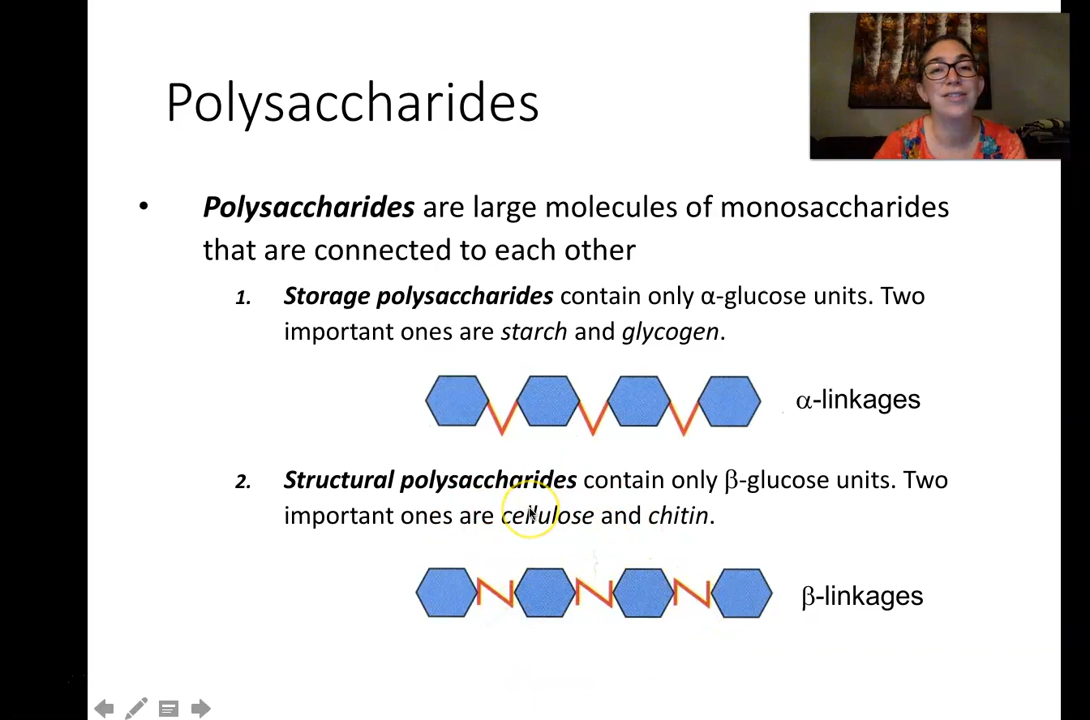 Polysaccharides
• Polysaccharides are large molecules of monosaccharides
that are connected to each other
1. Storage polysaccharides contain only α-glucose units. Two
important ones are starch and glycogen.
α-linkages
2. Structural polysaccharides contain only β-glucose units. Two
important ones are cellulose and chitin.
β-linkages